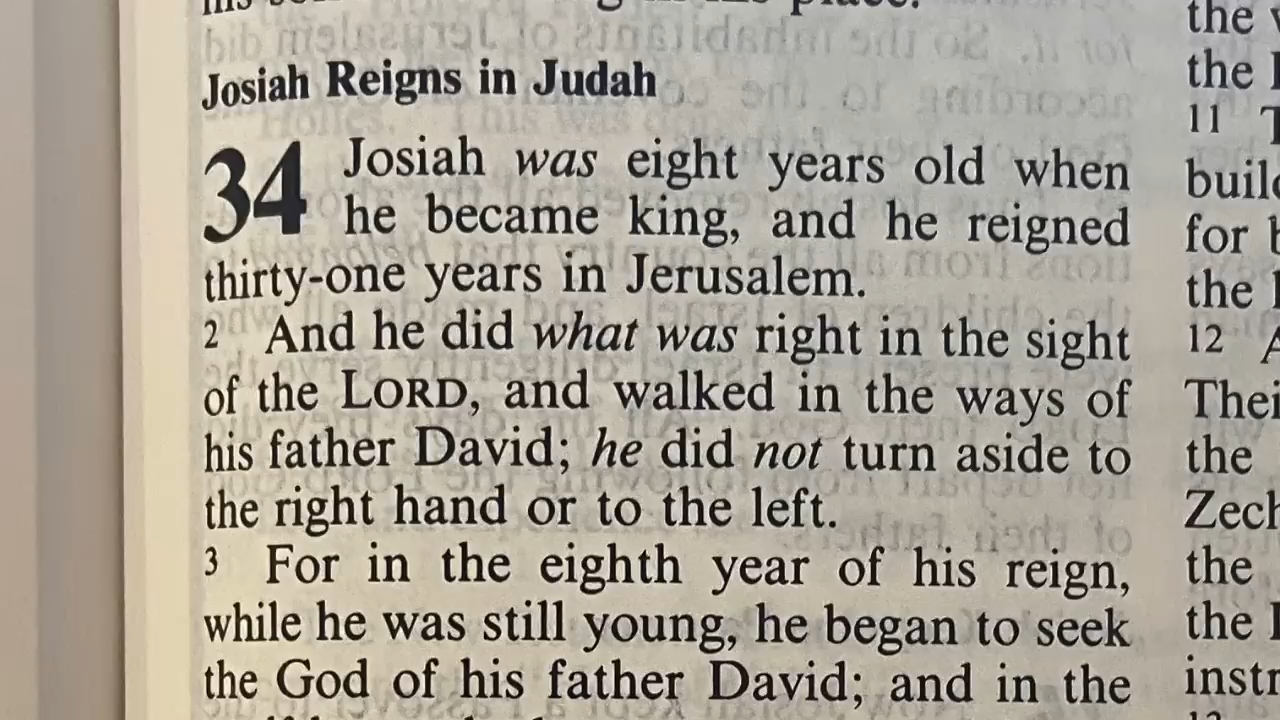 Josiah Reigns in Judah
34 Josiah was eight years old when
he became king, and he reigned
thirty-one years in Jerusalem.
2 And he did what was right in the sight
of the LORD, and walked in the ways of
his father David; he did not turn aside to
the right hand or to the left.
3 For in the eighth year of his reign,
while he was still young, he began to seek
the God of his father David; and in the
the
the
11
for
the
12
the
the
the